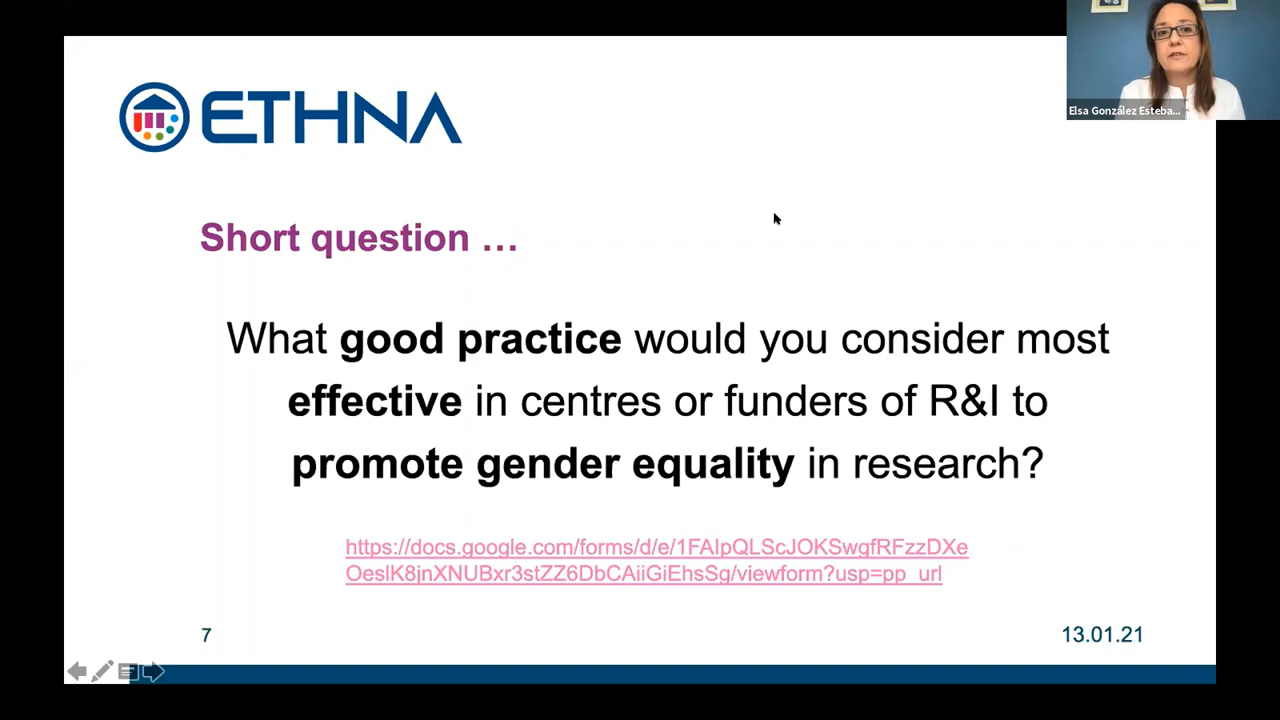 Elsa González Esteba...
ETHNA
Short question ...
What good practice would you consider most
effective in centres or funders of R&I to
promote gender equality in research?
https://docs.google.com/forms/d/e/1FAIpQLScJOKSwgfRFzzDXe
OeslK8jnXNUBxr3stZZ6DbCAiiGiEhsSg/viewform?usp=pp_url
7
13.01.21